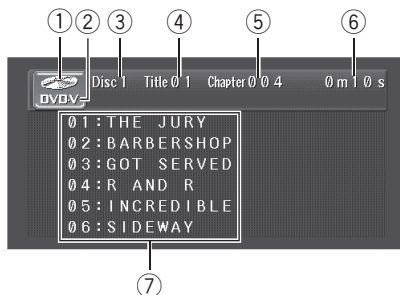 ① ② ③ ④ ⑤ ⑥
Disc 1 Title 0 1 Chapter 0 0 4 0 m 1 0 s
DVD-V
01:THE JURY
02:BARBERSHOP
03:GOT SERVED
04:R AND R
05:INCREDIBLE
06:SIDEWAY
⑦